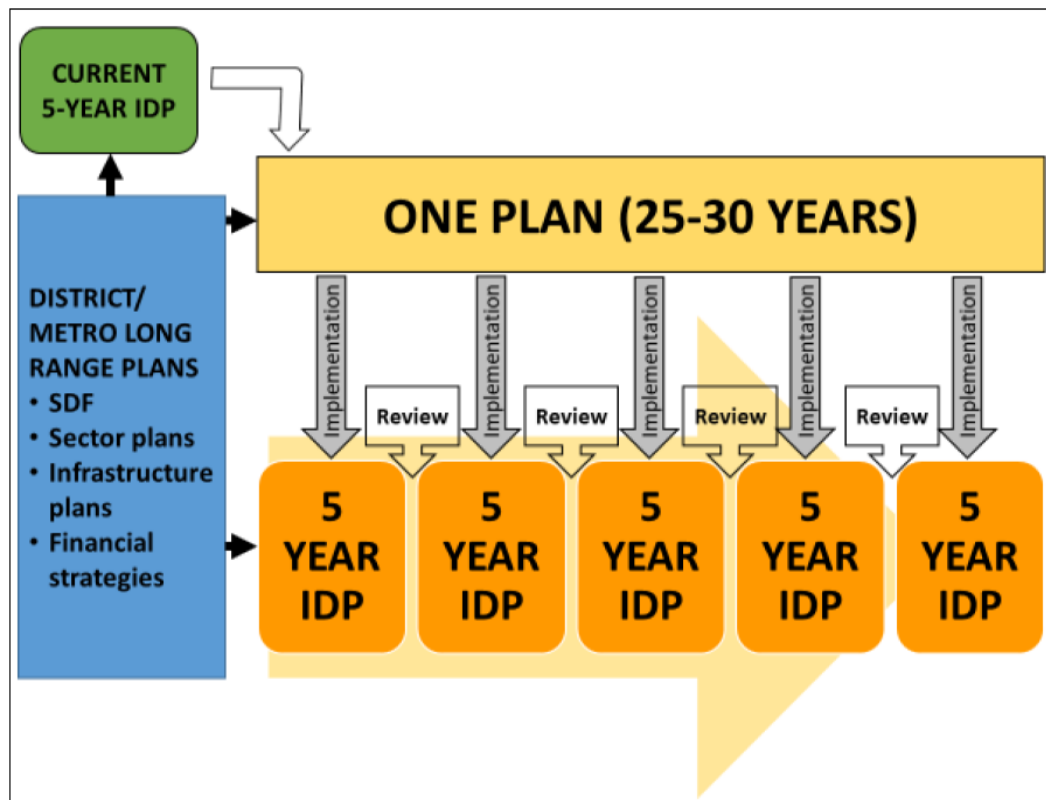 CURRENT
5-YEAR IDP
ONE PLAN (25-30 YEARS)
DISTRICT/
METRO LONG
RANGE PLANS
• SDF
• Sector plans
• Infrastructure
plans
• Financial
strategies
Implementation
Implementation
Implementation
Implementation
Implementation
Review
Review
Review
Review
5
YEAR
IDP
5
YEAR
IDP
5
YEAR
IDP
5
YEAR
IDP
5
YEAR
IDP